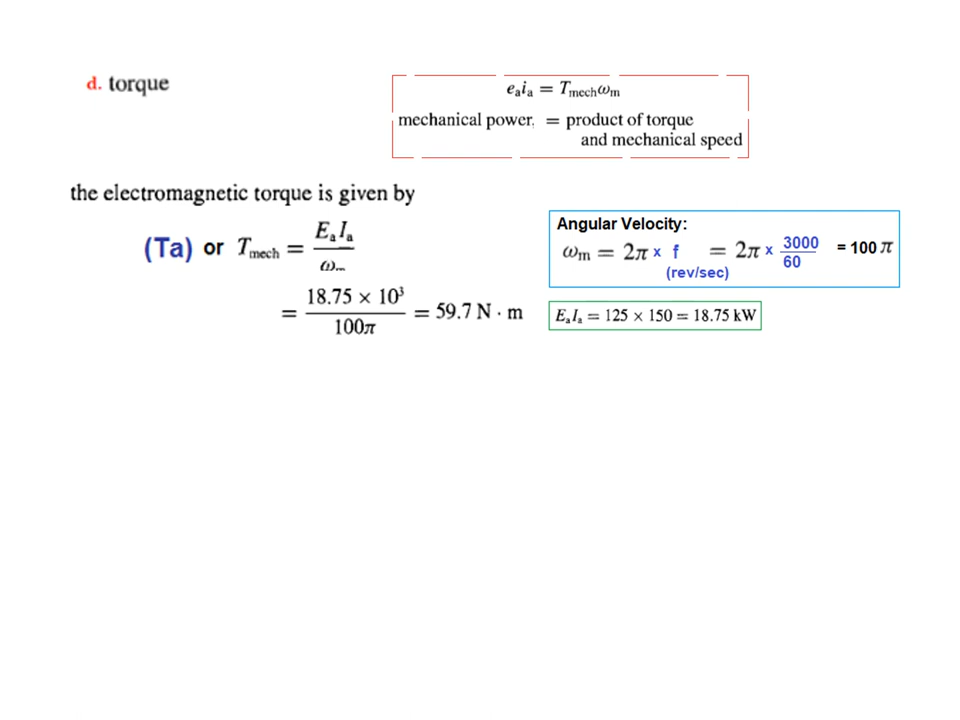 d. torque
eₐiₐ = Tmechωm
mechanical power, = product of torque
and mechanical speed
the electromagnetic torque is given by
(Ta) or Tmech = EₐIₐ / ωm
= 18.75 × 10³ / 100π = 59.7 N · m
Angular Velocity:
ωm = 2π x f = 2π x 3000 / 60 = 100 π
(rev/sec)
EₐIₐ = 125 × 150 = 18.75 kW